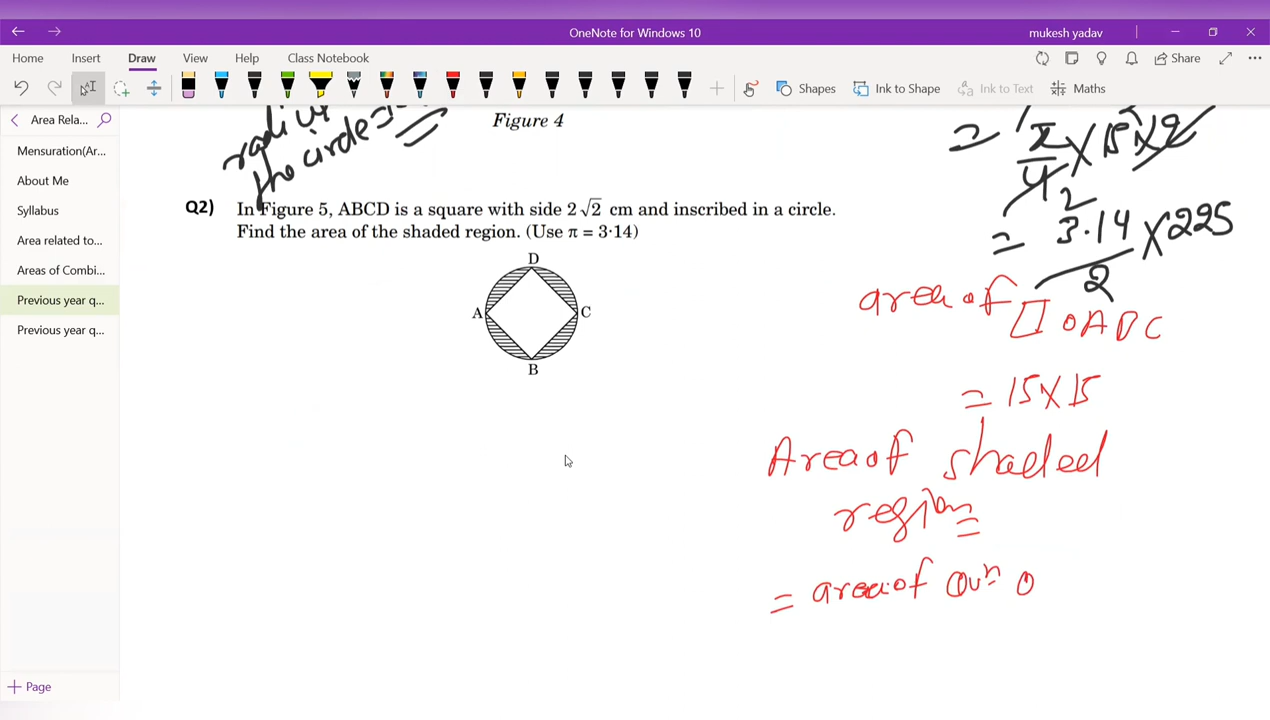 OneNote for Windows 10
mukesh yadav
Home Insert Draw View Help Class Notebook
Share
Shapes Ink to Shape Ink to Text Maths
Area Rela...
Mensuration(Ar...
About Me
Syllabus
Area related to...
Areas of Combi...
Previous year q...
Previous year q...
Page
radius
the circle =
Figure 4
Q2) In Figure 5, ABCD is a square with side 2√2 cm and inscribed in a circle.
Find the area of the shaded region. (Use π = 3·14)
D
A C
B
= 3.14/2 × 225
area of □ OABC
= 15 × 15
Area of shaded
region =
= area of